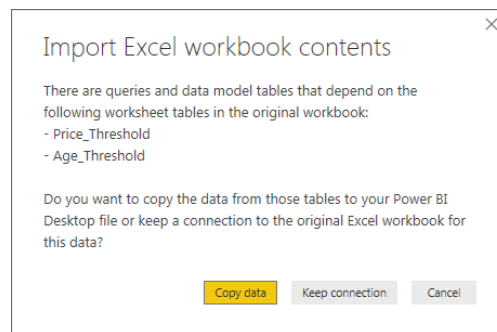 Import Excel workbook contents
There are queries and data model tables that depend on the
following worksheet tables in the original workbook:
- Price_Threshold
- Age_Threshold
Do you want to copy the data from those tables to your Power BI
Desktop file or keep a connection to the original Excel workbook for
this data?
Copy data Keep connection Cancel